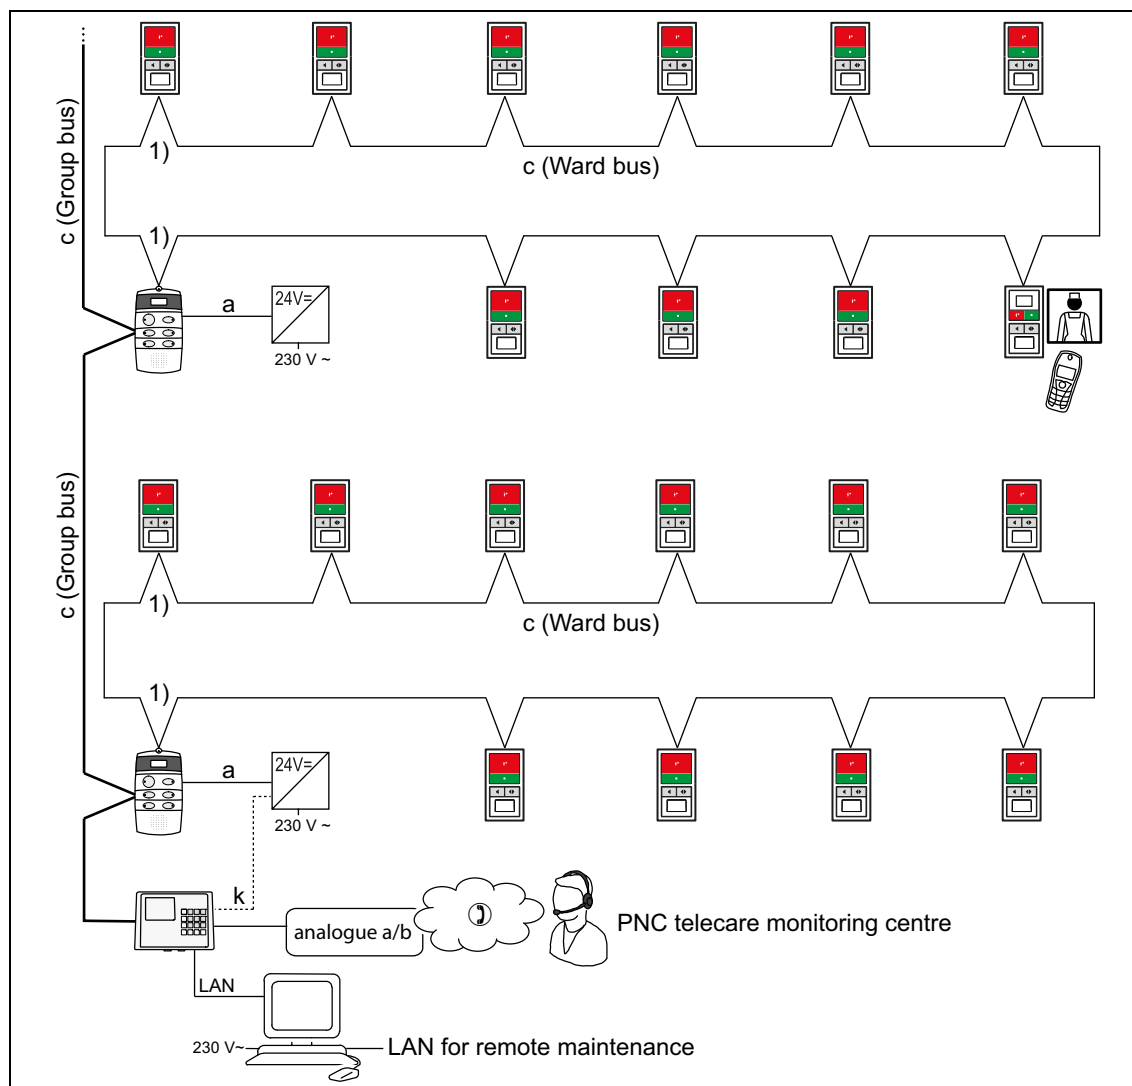 c (Group bus)
1)
c (Ward bus)
1)
a
24V=
230 V ~
c (Group bus)
1)
c (Ward bus)
1)
a
24V=
230 V ~
k
analogue a/b
PNC telecare monitoring centre
LAN
230 V~
LAN for remote maintenance